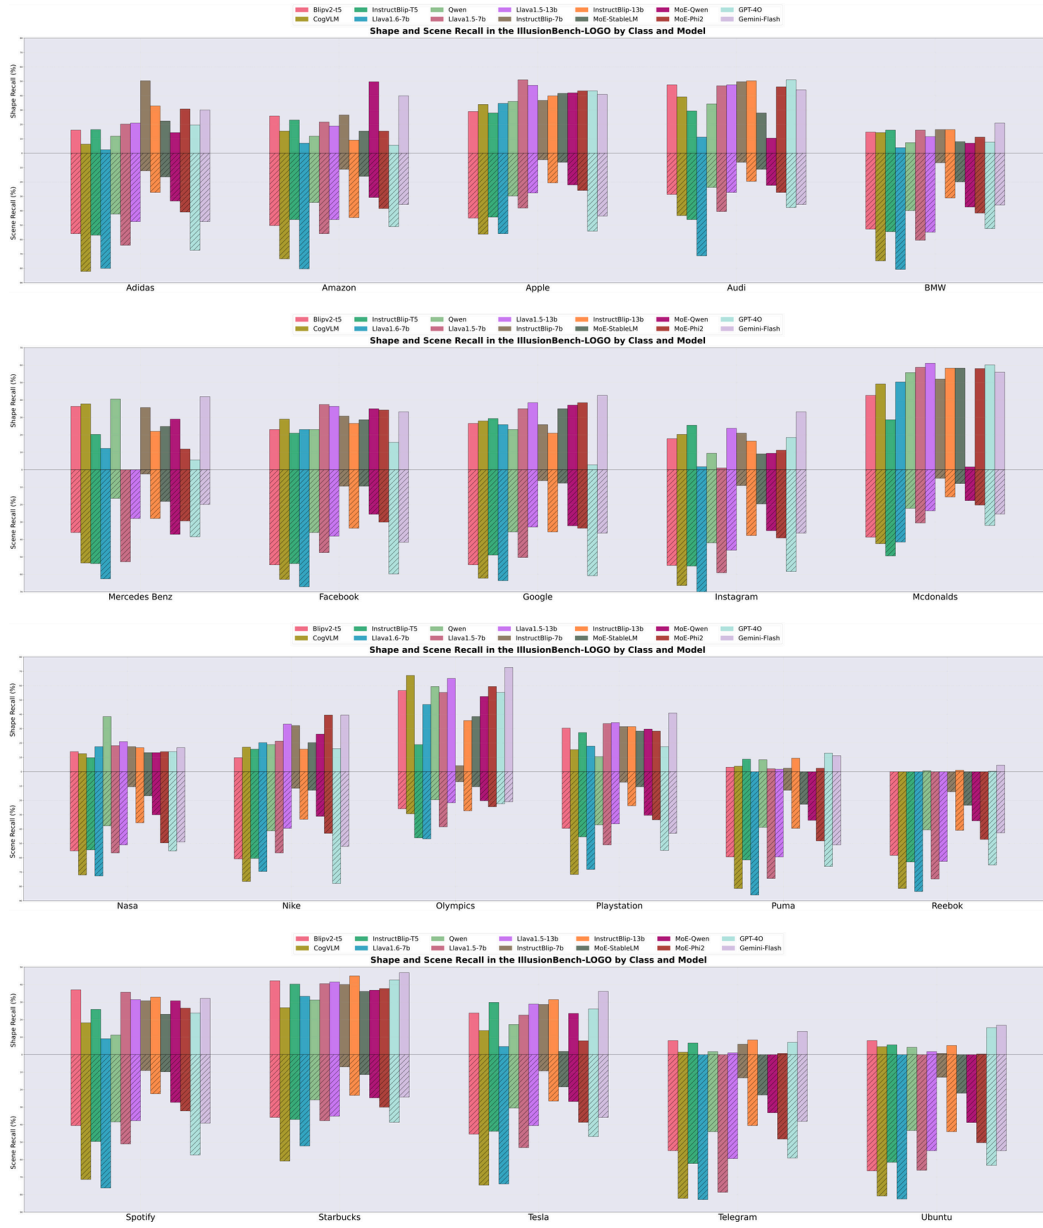 Blipv2-t5 InstructBlip-T5 Qwen Llava1.5-13b InstructBlip-13b MoE-Qwen GPT-4O
CogVLM Llava1.6-7b Llava1.5-7b InstructBlip-7b MoE-StableLM MoE-Phi2 Gemini-Flash
Shape and Scene Recall in the IllusionBench-LOGO by Class and Model
Shape Recall (%)
Scene Recall (%)
Adidas Amazon Apple Audi BMW
Blipv2-t5 InstructBlip-T5 Qwen Llava1.5-13b InstructBlip-13b MoE-Qwen GPT-4O
CogVLM Llava1.6-7b Llava1.5-7b InstructBlip-7b MoE-StableLM MoE-Phi2 Gemini-Flash
Shape and Scene Recall in the IllusionBench-LOGO by Class and Model
Shape Recall (%)
Scene Recall (%)
Mercedes Benz Facebook Google Instagram Mcdonalds
Blipv2-t5 InstructBlip-T5 Qwen Llava1.5-13b InstructBlip-13b MoE-Qwen GPT-4O
CogVLM Llava1.6-7b Llava1.5-7b InstructBlip-7b MoE-StableLM MoE-Phi2 Gemini-Flash
Shape and Scene Recall in the IllusionBench-LOGO by Class and Model
Shape Recall (%)
Scene Recall (%)
Nasa Nike Olympics Playstation Puma Reebok
Blipv2-t5 InstructBlip-T5 Qwen Llava1.5-13b InstructBlip-13b MoE-Qwen GPT-4O
CogVLM Llava1.6-7b Llava1.5-7b InstructBlip-7b MoE-StableLM MoE-Phi2 Gemini-Flash
Shape and Scene Recall in the IllusionBench-LOGO by Class and Model
Shape Recall (%)
Scene Recall (%)
Spotify Starbucks Tesla Telegram Ubuntu